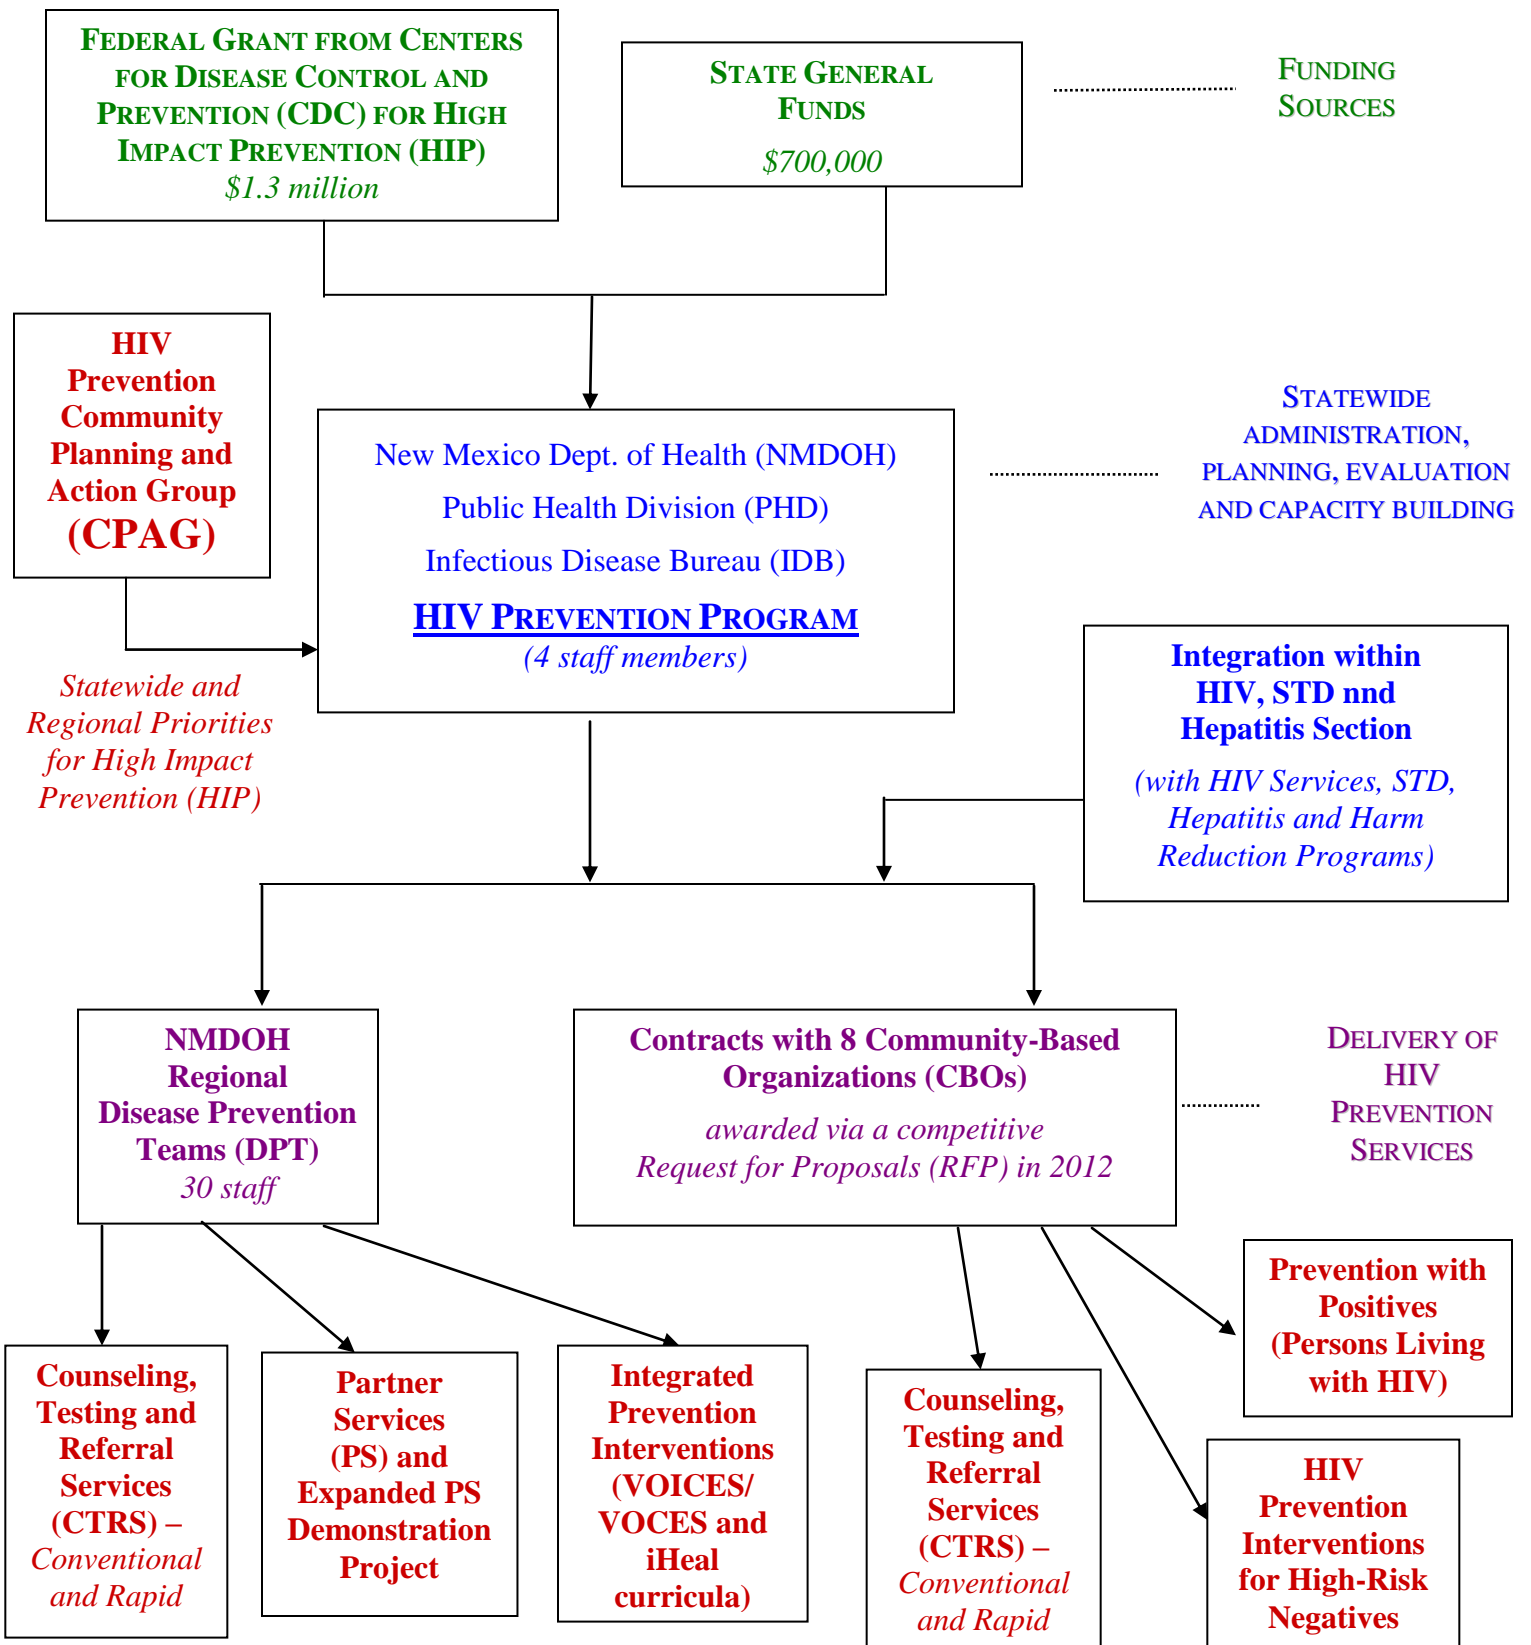 FEDERAL GRANT FROM CENTERS
FOR DISEASE CONTROL AND
PREVENTION (CDC) FOR HIGH
IMPACT PREVENTION (HIP)
$1.3 million
STATE GENERAL
FUNDS
$700,000
FUNDING
SOURCES
HIV
Prevention
Community
Planning and
Action Group
(CPAG)
Statewide and
Regional Priorities
for High Impact
Prevention (HIP)
New Mexico Dept. of Health (NMDOH)
Public Health Division (PHD)
Infectious Disease Bureau (IDB)
HIV PREVENTION PROGRAM
(4 staff members)
STATEWIDE
ADMINISTRATION,
PLANNING, EVALUATION
AND CAPACITY BUILDING
Integration within
HIV, STD nnd
Hepatitis Section
(with HIV Services, STD,
Hepatitis and Harm
Reduction Programs)
NMDOH
Regional
Disease Prevention
Teams (DPT)
30 staff
Contracts with 8 Community-Based
Organizations (CBOs)
awarded via a competitive
Request for Proposals (RFP) in 2012
DELIVERY OF
HIV
PREVENTION
SERVICES
Counseling,
Testing and
Referral
Services
(CTRS) –
Conventional
and Rapid
Partner
Services
(PS) and
Expanded PS
Demonstration
Project
Integrated
Prevention
Interventions
(VOICES/
VOCES and
iHeal
curricula)
Counseling,
Testing and
Referral
Services
(CTRS) –
Conventional
and Rapid
Prevention with
Positives
(Persons Living
with HIV)
HIV
Prevention
Interventions
for High-Risk
Negatives